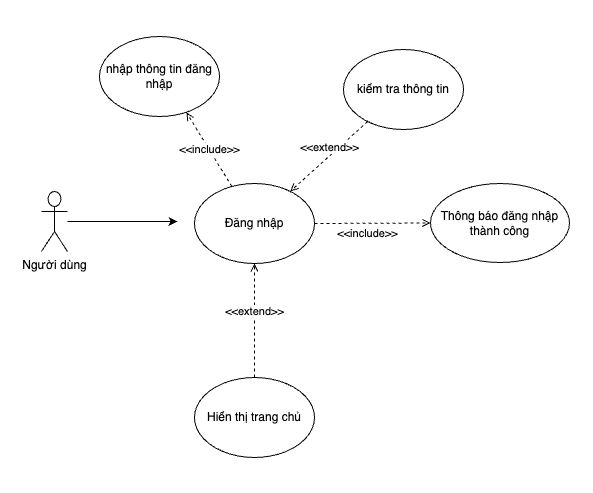 nhập thông tin đăng
nhập
kiểm tra thông tin
<<include>>
<<extend>>
Đăng nhập
Thông báo đăng nhập
thành công
<<include>>
Người dùng
<<extend>>
Hiển thị trang chủ